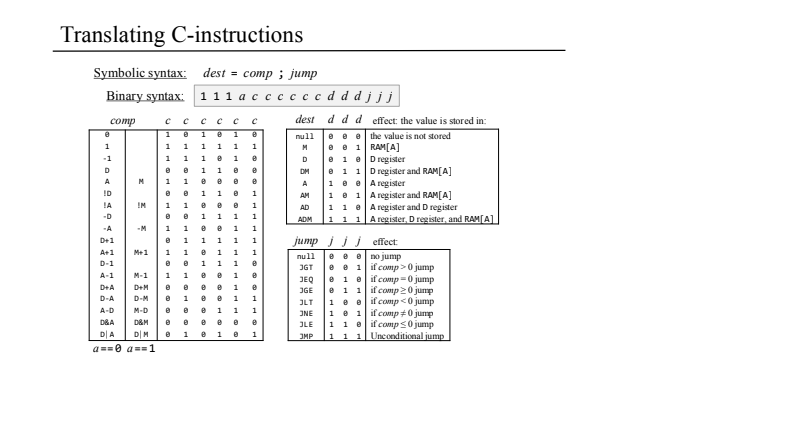 Translating C-instructions
Symbolic syntax: dest = comp ; jump
Binary syntax: 1 1 1 a c c c c c c d d d j j j
comp c c c c c c
0 1 0 1 0 1 0
1 1 1 1 1 1 1
-1 1 1 1 0 1 0
D 0 0 1 1 0 0
A M 1 1 0 0 0 0
!D 0 0 1 1 0 1
!A !M 1 1 0 0 0 1
-D 0 0 1 1 1 1
-A -M 1 1 0 0 1 1
D+1 0 1 1 1 1 1
A+1 M+1 1 1 0 1 1 1
D-1 0 0 1 1 1 0
A-1 M-1 1 1 0 0 1 0
D+A D+M 0 0 0 0 1 0
D-A D-M 0 1 0 0 1 1
A-D M-D 0 0 0 1 1 1
D&A D&M 0 0 0 0 0 0
D|A D|M 0 1 0 1 0 1
a==0 a==1
dest d d d effect: the value is stored in:
null 0 0 0 the value is not stored
M 0 0 1 RAM[A]
D 0 1 0 D register
DM 0 1 1 D register and RAM[A]
A 1 0 0 A register
AM 1 0 1 A register and RAM[A]
AD 1 1 0 A register and D register
ADM 1 1 1 A register, D register, and RAM[A]
jump j j j effect:
null 0 0 0 no jump
JGT 0 0 1 if comp > 0 jump
JEQ 0 1 0 if comp = 0 jump
JGE 0 1 1 if comp ≥ 0 jump
JLT 1 0 0 if comp < 0 jump
JNE 1 0 1 if comp ≠ 0 jump
JLE 1 1 0 if comp ≤ 0 jump
JMP 1 1 1 Unconditional jump